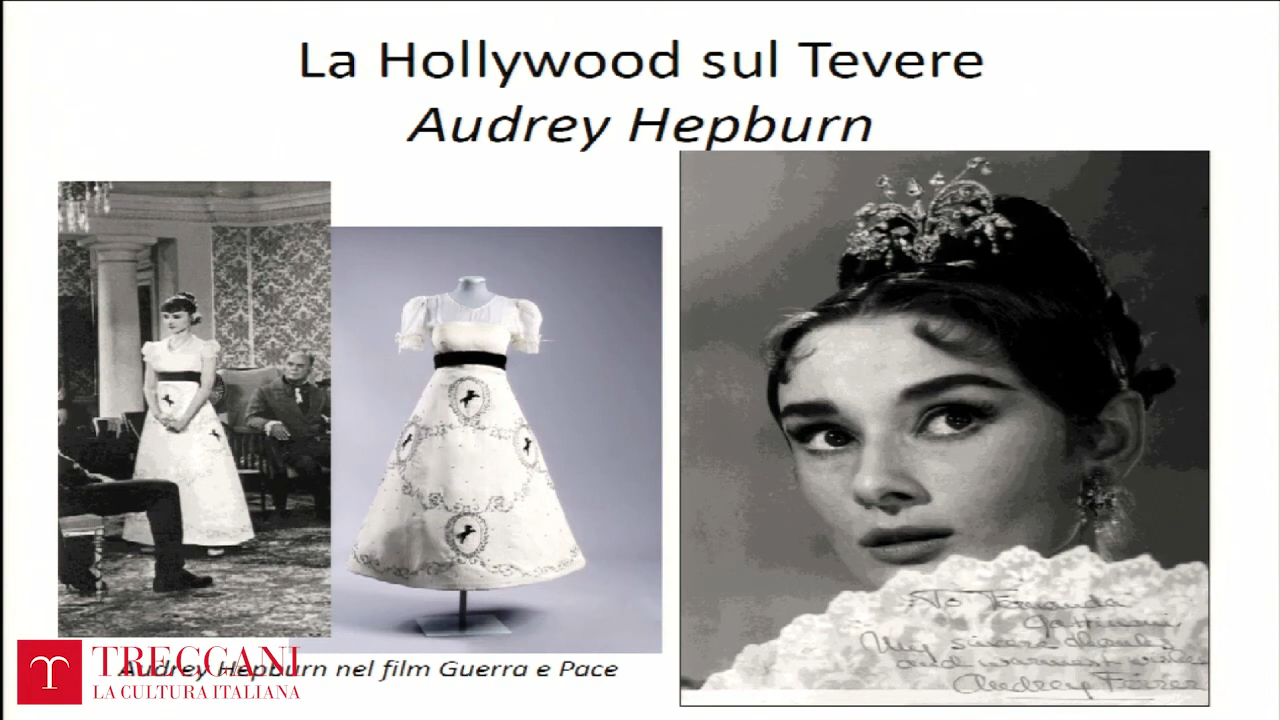 La Hollywood sul Tevere
Audrey Hepburn
Audrey Hepburn nel film Guerra e Pace
TRECCANI
LA CULTURA ITALIANA
To Fernanda
Gattinoni
My sincere thanks
and warmest wishes
Audrey Ferrer